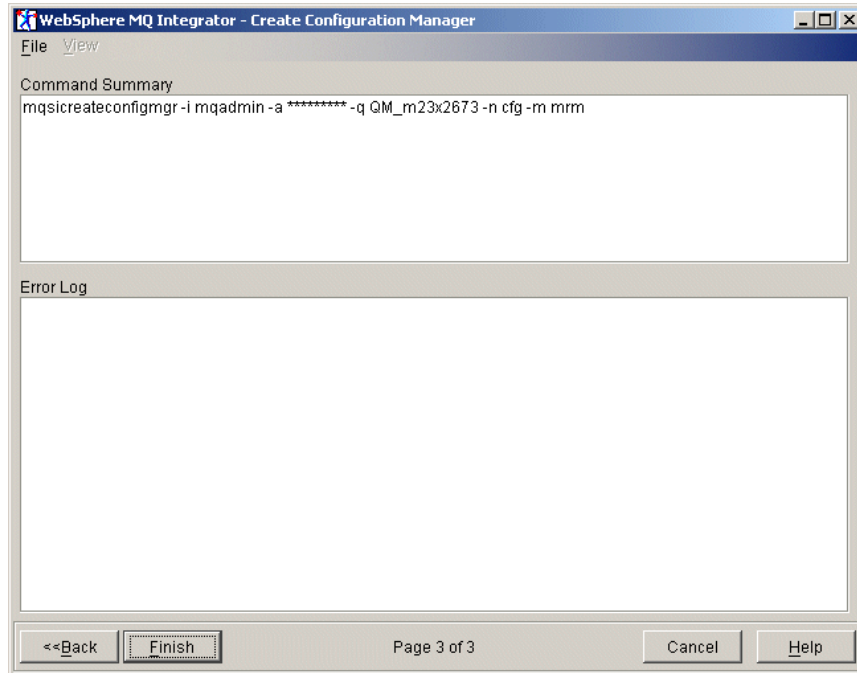 WebSphere MQ Integrator - Create Configuration Manager
File View
Command Summary
mqsicreateconfigmgr -i mqadmin -a ********* -q QM_m23x2673 -n cfg -m mrm
Error Log
<<Back Finish Page 3 of 3 Cancel Help